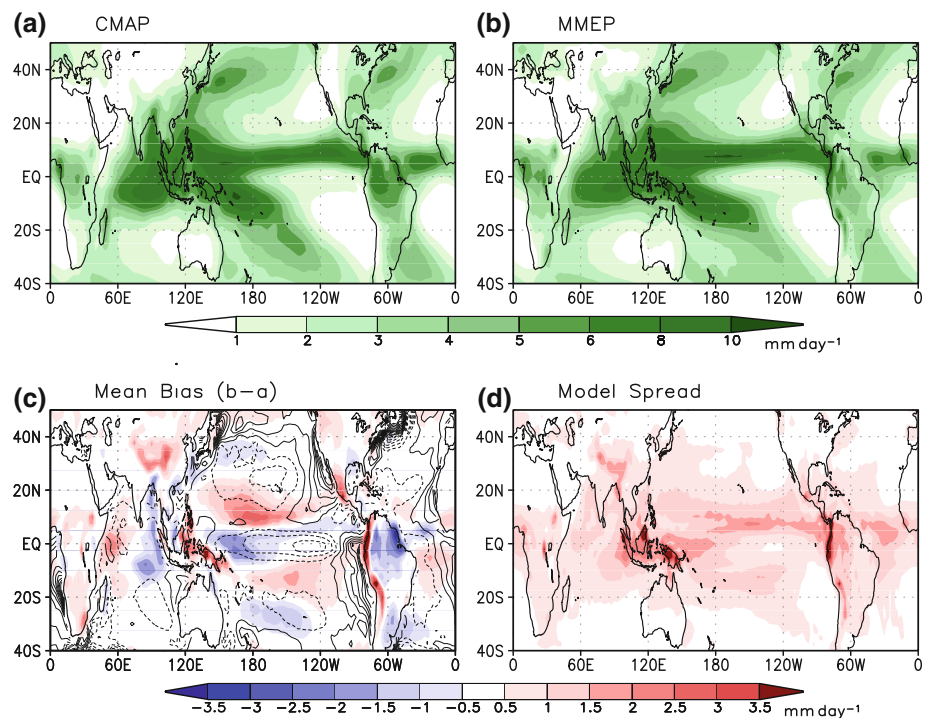 (a) CMAP
(b) MMEP
40N
20N
EQ
20S
40S
0 60E 120E 180 120W 60W 0
0 60E 120E 180 120W 60W 0
1 2 3 4 5 6 8 10 mm day−1
(c) Mean Bias (b−a)
(d) Model Spread
40N
20N
EQ
20S
40S
40N
20N
EQ
20S
40S
40N
20N
EQ
20S
40S
0 60E 120E 180 120W 60W 0
0 60E 120E 180 120W 60W 0
−3.5 −3 −2.5 −2 −1.5 −1 −0.5 0.5 1 1.5 2 2.5 3 3.5 mm day−1